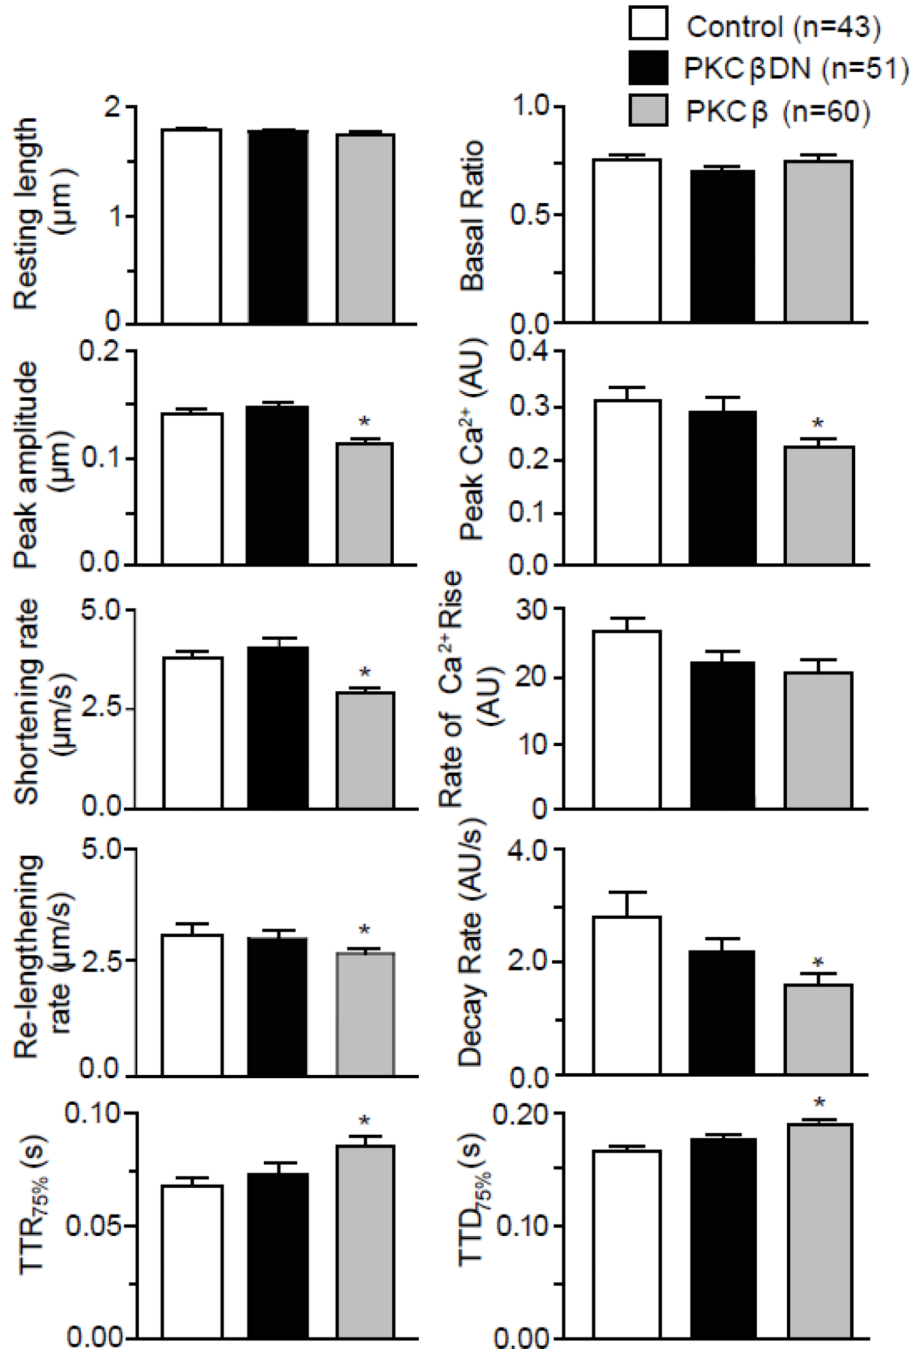 Control (n=43)
PKCβDN (n=51)
PKCβ (n=60)
Resting length
(µm)
2
1
0
Basal Ratio
1.0
0.5
0.0
Peak amplitude
(µm)
0.2
0.1
0.0
*
Peak Ca²⁺ (AU)
0.4
0.3
0.2
0.1
0.0
*
Shortening rate
(µm/s)
5.0
2.5
0.0
*
Rate of Ca²⁺ Rise
(AU)
30
20
10
0
Re-lengthening
rate (µm/s)
5.0
2.5
0.0
*
Decay Rate (AU/s)
4.0
2.0
0.0
*
TTR75% (s)
0.10
0.05
0.00
*
TTD75% (s)
0.20
0.10
0.00
*